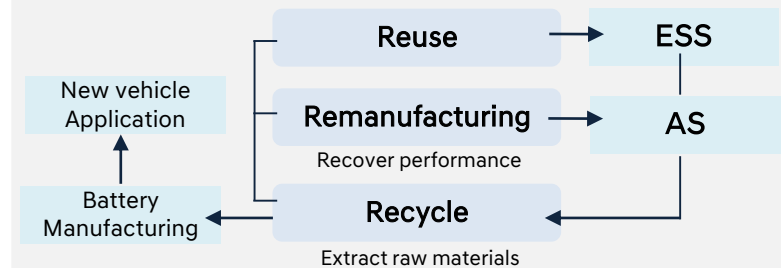 Reuse
ESS
New vehicle
Application
Remanufacturing
AS
Recover performance
Battery
Manufacturing
Recycle
Extract raw materials